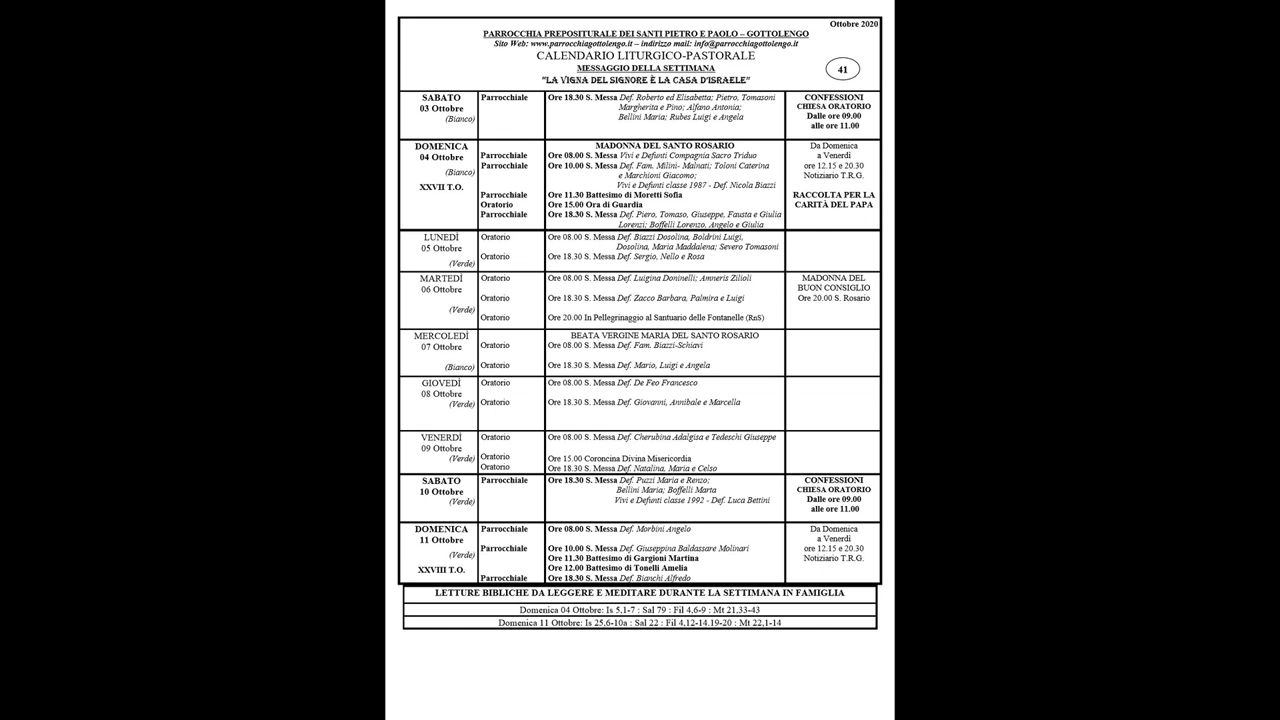 Ottobre 2020
PARROCCHIA PREPOSITURALE DEI SANTI PIETRO E PAOLO – GOTTOLENGO
Sito Web: www.parrocchiagottolengo.it – indirizzo mail: info@parrocchiagottolengo.it
CALENDARIO LITURGICO-PASTORALE
MESSAGGIO DELLA SETTIMANA
41
"LA VIGNA DEL SIGNORE È LA CASA D'ISRAELE"
SABATO
03 Ottobre
(Bianco)
Parrocchiale
Ore 18.30 S. Messa Def. Roberto ed Elisabetta; Pietro, Tomasoni
Margherita e Pino; Alfano Antonia;
Bellini Maria; Rubes Luigi e Angela
CONFESSIONI
CHIESA ORATORIO
Dalle ore 09.00
alle ore 11.00
DOMENICA
04 Ottobre
(Bianco)
XXVII T.O.
MADONNA DEL SANTO ROSARIO
Parrocchiale Ore 08.00 S. Messa Vivi e Defunti Compagnia Sacro Triduo
Parrocchiale Ore 10.00 S. Messa Def. Fam. Milini- Malnati; Toloni Caterina
e Marchioni Giacomo;
Vivi e Defunti classe 1987 - Def. Nicola Biazzi
Parrocchiale Ore 11.30 Battesimo di Moretti Sofia
Oratorio Ore 15.00 Ora di Guardia
Parrocchiale Ore 18.30 S. Messa Def. Piero, Tomaso, Giuseppe, Fausta e Giulia
Lorenzi; Boffelli Lorenzo, Angelo e Giulia
Da Domenica
a Venerdì
ore 12.15 e 20.30
Notiziario T.R.G.
RACCOLTA PER LA
CARITÀ DEL PAPA
LUNEDÌ
05 Ottobre
(Verde)
Oratorio Ore 08.00 S. Messa Def. Biazzi Dosolina, Boldrini Luigi,
Dosolina, Maria Maddalena; Severo Tomasoni
Oratorio Ore 18.30 S. Messa Def. Sergio, Nello e Rosa
MARTEDÌ
06 Ottobre
(Verde)
Oratorio Ore 08.00 S. Messa Def. Luigina Doninelli; Amneris Zilioli
Oratorio Ore 18.30 S. Messa Def. Zacco Barbara, Palmira e Luigi
Oratorio Ore 20.00 In Pellegrinaggio al Santuario delle Fontanelle (RnS)
MADONNA DEL
BUON CONSIGLIO
Ore 20.00 S. Rosario
MERCOLEDÌ
07 Ottobre
(Bianco)
BEATA VERGINE MARIA DEL SANTO ROSARIO
Oratorio Ore 08.00 S. Messa Def. Fam. Biazzi-Schiavi
Oratorio Ore 18.30 S. Messa Def. Mario, Luigi e Angela
GIOVEDÌ
08 Ottobre
(Verde)
Oratorio Ore 08.00 S. Messa Def. De Feo Francesco
Oratorio Ore 18.30 S. Messa Def. Giovanni, Annibale e Marcella
VENERDÌ
09 Ottobre
(Verde)
Oratorio Ore 08.00 S. Messa Def. Cherubina Adalgisa e Tedeschi Giuseppe
Oratorio Ore 15.00 Coroncina Divina Misericordia
Oratorio Ore 18.30 S. Messa Def. Natalina, Maria e Celso
SABATO
10 Ottobre
(Verde)
Parrocchiale Ore 18.30 S. Messa Def. Puzzi Maria e Renzo;
Bellini Maria; Boffelli Marta
Vivi e Defunti classe 1992 - Def. Luca Bettini
CONFESSIONI
CHIESA ORATORIO
Dalle ore 09.00
alle ore 11.00
DOMENICA
11 Ottobre
(Verde)
XXVIII T.O.
Parrocchiale Ore 08.00 S. Messa Def. Morbini Angelo
Parrocchiale Ore 10.00 S. Messa Def. Giuseppina Baldassare Molinari
Ore 11.30 Battesimo di Gargioni Martina
Ore 12.00 Battesimo di Tonelli Amelia
Parrocchiale Ore 18.30 S. Messa Def. Bianchi Alfredo
Da Domenica
a Venerdì
ore 12.15 e 20.30
Notiziario T.R.G.
LETTURE BIBLICHE DA LEGGERE E MEDITARE DURANTE LA SETTIMANA IN FAMIGLIA
Domenica 04 Ottobre: Is 5,1-7 : Sal 79 : Fil 4,6-9 : Mt 21,33-43
Domenica 11 Ottobre: Is 25,6-10a : Sal 22 : Fil 4,12-14.19-20 : Mt 22,1-14